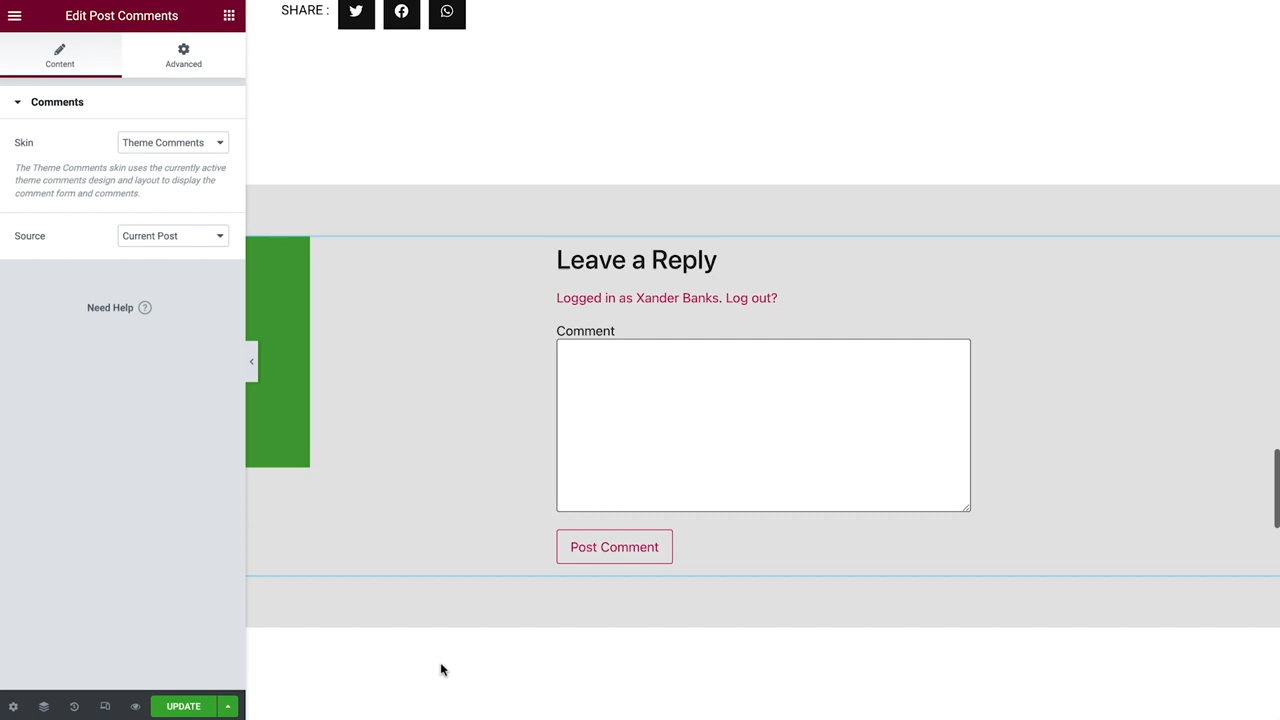 Edit Post Comments
Content
Advanced
Comments
Skin
Theme Comments
The Theme Comments skin uses the currently active
theme comments design and layout to display the
comment form and comments.
Source
Current Post
Need Help ?
UPDATE
SHARE :
Leave a Reply
Logged in as Xander Banks. Log out?
Comment
Post Comment